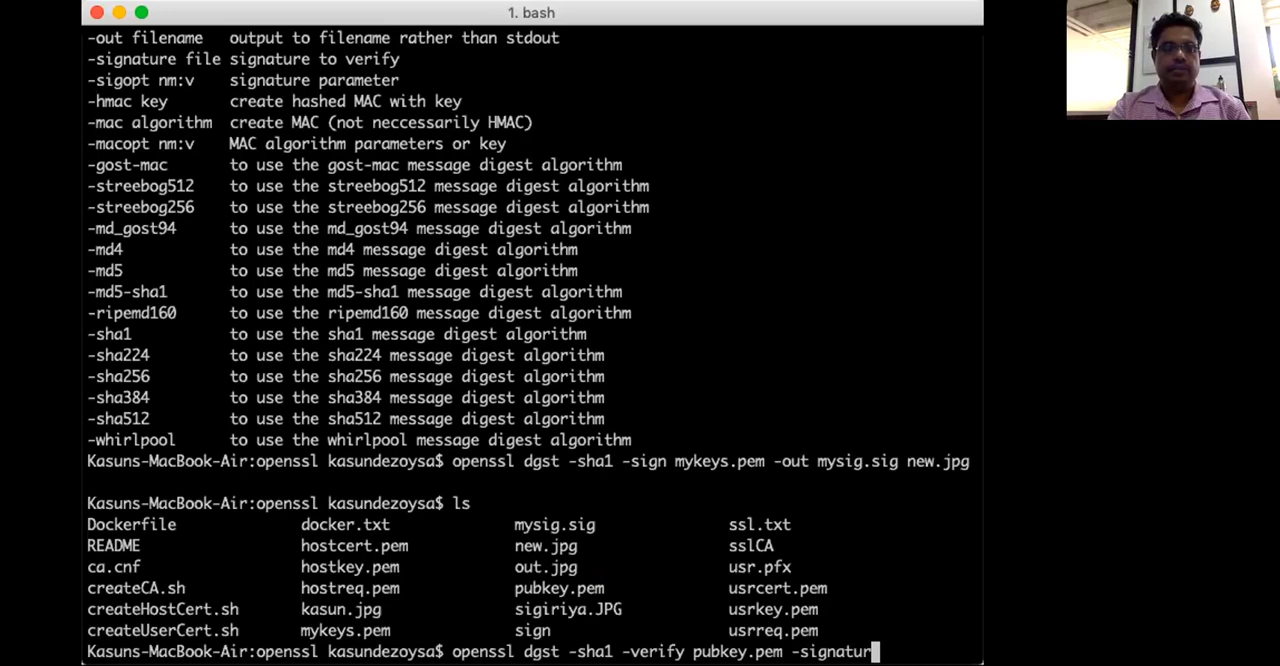 1. bash
-out filename output to filename rather than stdout
-signature file signature to verify
-sigopt nm:v signature parameter
-hmac key create hashed MAC with key
-mac algorithm create MAC (not neccessarily HMAC)
-macopt nm:v MAC algorithm parameters or key
-gost-mac to use the gost-mac message digest algorithm
-streebog512 to use the streebog512 message digest algorithm
-streebog256 to use the streebog256 message digest algorithm
-md_gost94 to use the md_gost94 message digest algorithm
-md4 to use the md4 message digest algorithm
-md5 to use the md5 message digest algorithm
-md5-sha1 to use the md5-sha1 message digest algorithm
-ripemd160 to use the ripemd160 message digest algorithm
-sha1 to use the sha1 message digest algorithm
-sha224 to use the sha224 message digest algorithm
-sha256 to use the sha256 message digest algorithm
-sha384 to use the sha384 message digest algorithm
-sha512 to use the sha512 message digest algorithm
-whirlpool to use the whirlpool message digest algorithm
Kasuns-MacBook-Air:openssl kasundezoysa$ openssl dgst -sha1 -sign mykeys.pem -out mysig.sig new.jpg
Kasuns-MacBook-Air:openssl kasundezoysa$ ls
Dockerfile docker.txt mysig.sig ssl.txt
README hostcert.pem new.jpg sslCA
ca.cnf hostkey.pem out.jpg usr.pfx
createCA.sh hostreq.pem pubkey.pem usrcert.pem
createHostCert.sh kasun.jpg sigiriya.JPG usrkey.pem
createUserCert.sh mykeys.pem sign usrreq.pem
Kasuns-MacBook-Air:openssl kasundezoysa$ openssl dgst -sha1 -verify pubkey.pem -signatur